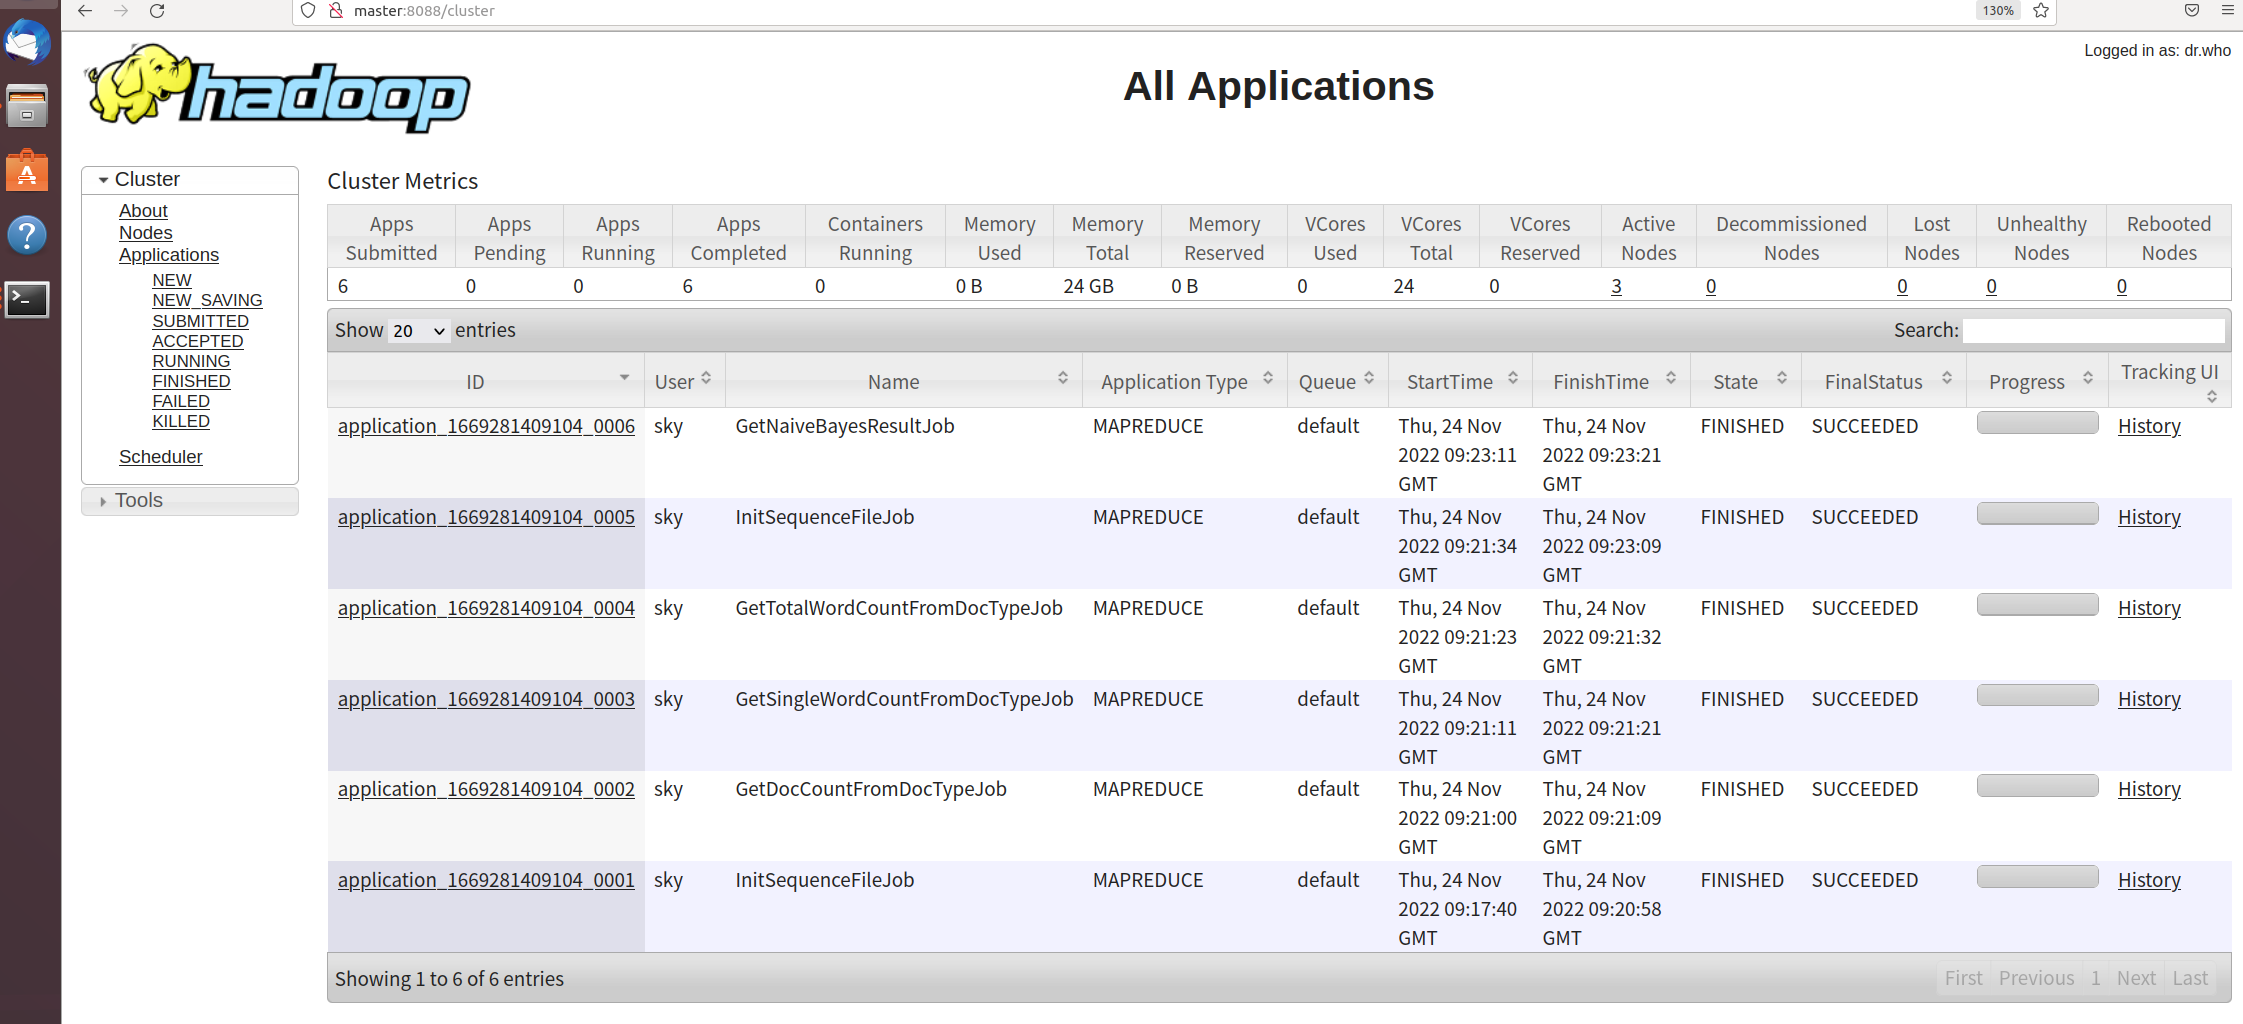 master:8088/cluster
130%
Logged in as: dr.who
hadoop
All Applications
Cluster
About
Nodes
Applications
NEW
NEW_SAVING
SUBMITTED
ACCEPTED
RUNNING
FINISHED
FAILED
KILLED
Scheduler
Tools
Cluster Metrics
Apps Submitted Apps Pending Apps Running Apps Completed Containers Running Memory Used Memory Total Memory Reserved VCores Used VCores Total VCores Reserved Active Nodes Decommissioned Nodes Lost Nodes Unhealthy Nodes Rebooted Nodes
6 0 0 6 0 0 B 24 GB 0 B 0 24 0 3 0 0 0 0
Show 20 entries Search:
ID User Name Application Type Queue StartTime FinishTime State FinalStatus Progress Tracking UI
application_1669281409104_0006 sky GetNaiveBayesResultJob MAPREDUCE default Thu, 24 Nov 2022 09:23:11 GMT Thu, 24 Nov 2022 09:23:21 GMT FINISHED SUCCEEDED History
application_1669281409104_0005 sky InitSequenceFileJob MAPREDUCE default Thu, 24 Nov 2022 09:21:34 GMT Thu, 24 Nov 2022 09:23:09 GMT FINISHED SUCCEEDED History
application_1669281409104_0004 sky GetTotalWordCountFromDocTypeJob MAPREDUCE default Thu, 24 Nov 2022 09:21:23 GMT Thu, 24 Nov 2022 09:21:32 GMT FINISHED SUCCEEDED History
application_1669281409104_0003 sky GetSingleWordCountFromDocTypeJob MAPREDUCE default Thu, 24 Nov 2022 09:21:11 GMT Thu, 24 Nov 2022 09:21:21 GMT FINISHED SUCCEEDED History
application_1669281409104_0002 sky GetDocCountFromDocTypeJob MAPREDUCE default Thu, 24 Nov 2022 09:21:00 GMT Thu, 24 Nov 2022 09:21:09 GMT FINISHED SUCCEEDED History
application_1669281409104_0001 sky InitSequenceFileJob MAPREDUCE default Thu, 24 Nov 2022 09:17:40 GMT Thu, 24 Nov 2022 09:20:58 GMT FINISHED SUCCEEDED History
Showing 1 to 6 of 6 entries First Previous 1 Next Last